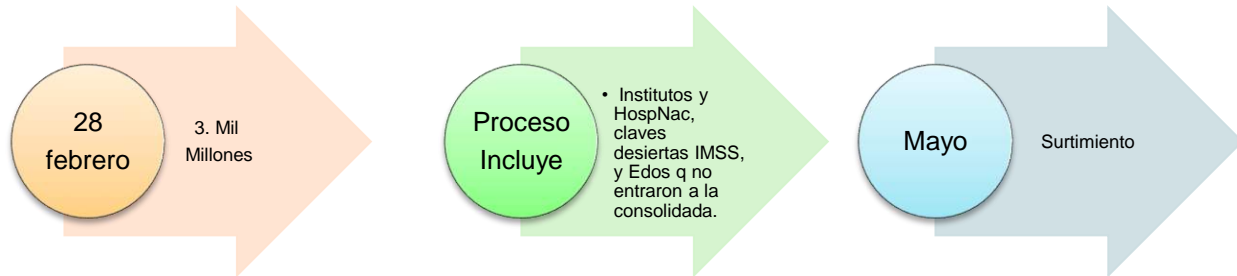 28
febrero
3. Mil
Millones
Proceso
Incluye
• Institutos y
HospNac,
claves
desiertas IMSS,
y Edos q no
entraron a la
consolidada.
Mayo
Surtimiento